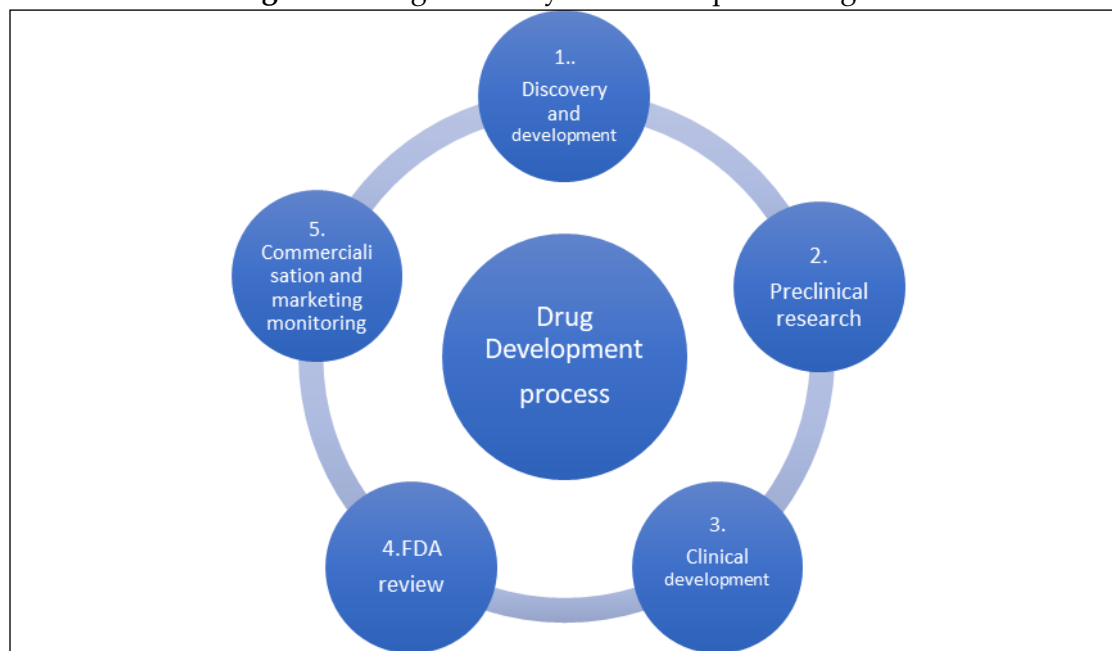 1..
Discovery
and
development
2.
Preclinical
research
3.
Clinical
development
4.FDA
review
5.
Commerciali
sation and
marketing
monitoring
Drug
Development
process